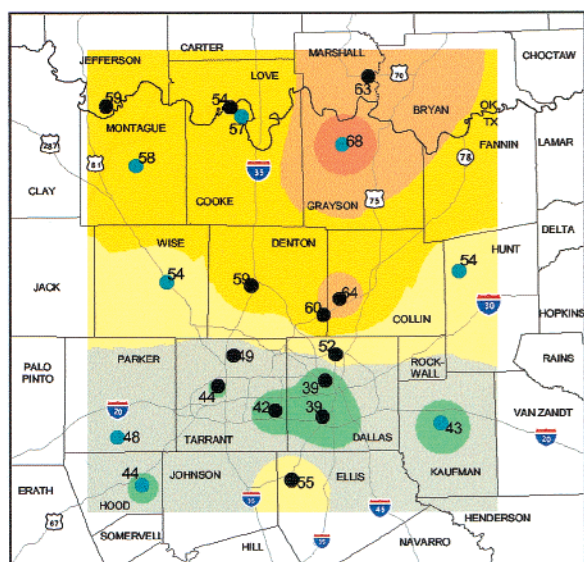 CARTER
MARSHALL
CHOCTAW
JEFFERSON
LOVE
70
63
59
54
57
BRYAN
OK
TX
MONTAGUE
287
81
58
68
78
FANNIN
LAMAR
35
CLAY
COOKE
GRAYSON
75
WISE
DENTON
HUNT
DELTA
54
54
59
64
JACK
60
COLLIN
30
HOPKINS
PARKER
49
52
ROCK-
WALL
RAINS
PALO
PINTO
44
39
42
39
43
VAN ZANDT
20
48
TARRANT
DALLAS
20
KAUFMAN
44
JOHNSON
55
ELLIS
ERATH
HOOD
35
45
67
HENDERSON
SOMERVELL
HILL
35
NAVARRO